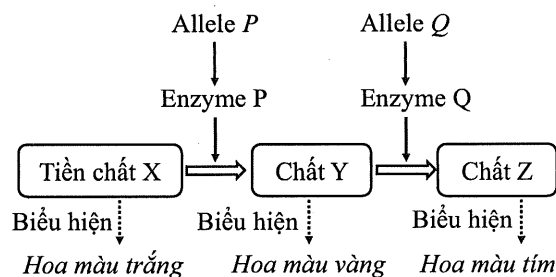 Allele P Allele Q
Enzyme P Enzyme Q
Tiền chất X Chất Y Chất Z
Biểu hiện Biểu hiện Biểu hiện
Hoa màu trắng Hoa màu vàng Hoa màu tím